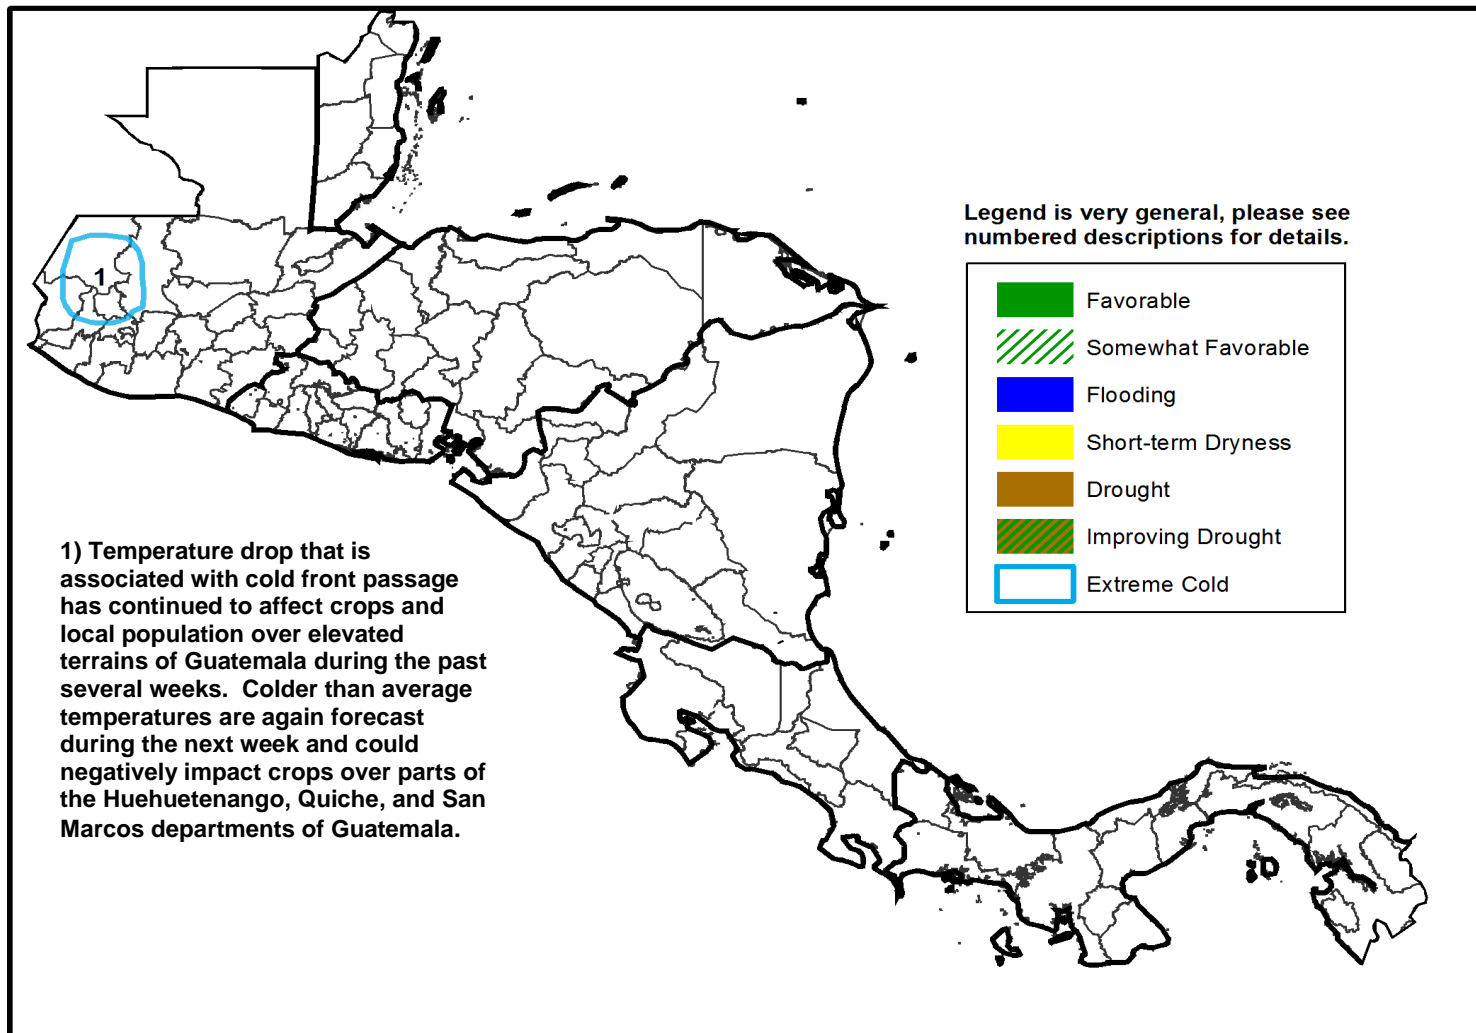 Legend is very general, please see
numbered descriptions for details.
Favorable
Somewhat Favorable
Flooding
Short-term Dryness
Drought
Improving Drought
Extreme Cold
1
1) Temperature drop that is
associated with cold front passage
has continued to affect crops and
local population over elevated
terrains of Guatemala during the past
several weeks.  Colder than average
temperatures are again forecast
during the next week and could
negatively impact crops over parts of
the Huehuetenango, Quiche, and San
Marcos departments of Guatemala.